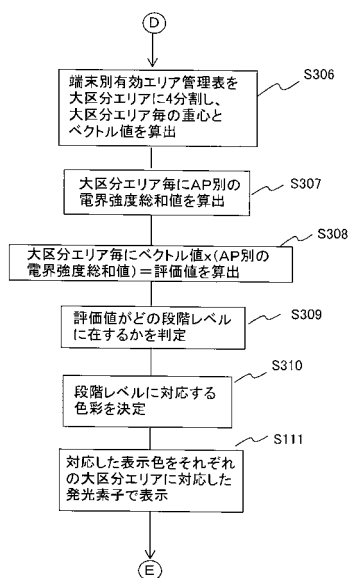 D
S306
端末別有効エリア管理表を
大区分エリアに4分割し、
大区分エリア毎の重心と
ベクトル値を算出
S307
大区分エリア毎にAP別の
電界強度総和値を算出
S308
大区分エリア毎にベクトル値x(AP別の
電界強度総和値)=評価値を算出
S309
評価値がどの段階レベル
に在するかを判定
S310
段階レベルに対応する
色彩を決定
S111
対応した表示色をそれぞれ
の大区分エリアに対応した
発光素子で表示
E